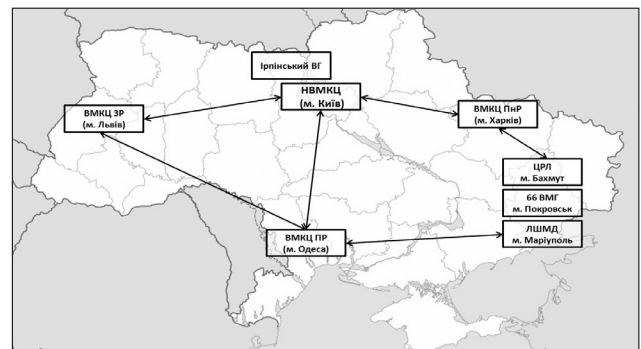 Ірпінський ВГ
НВМКЦ
(м. Київ)
ВМКЦ ЗР
(м. Львів)
ВМКЦ ПнР
(м. Харків)
ЦРЛ
м. Бахмут
66 ВМГ
м. Покровськ
ЛШМД
м. Маріуполь
ВМКЦ ПР
(м. Одеса)